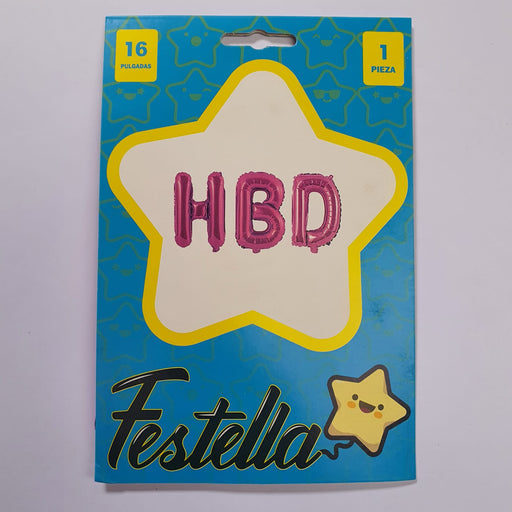 16
PULGADAS
1
PIEZA
HBD
Festella